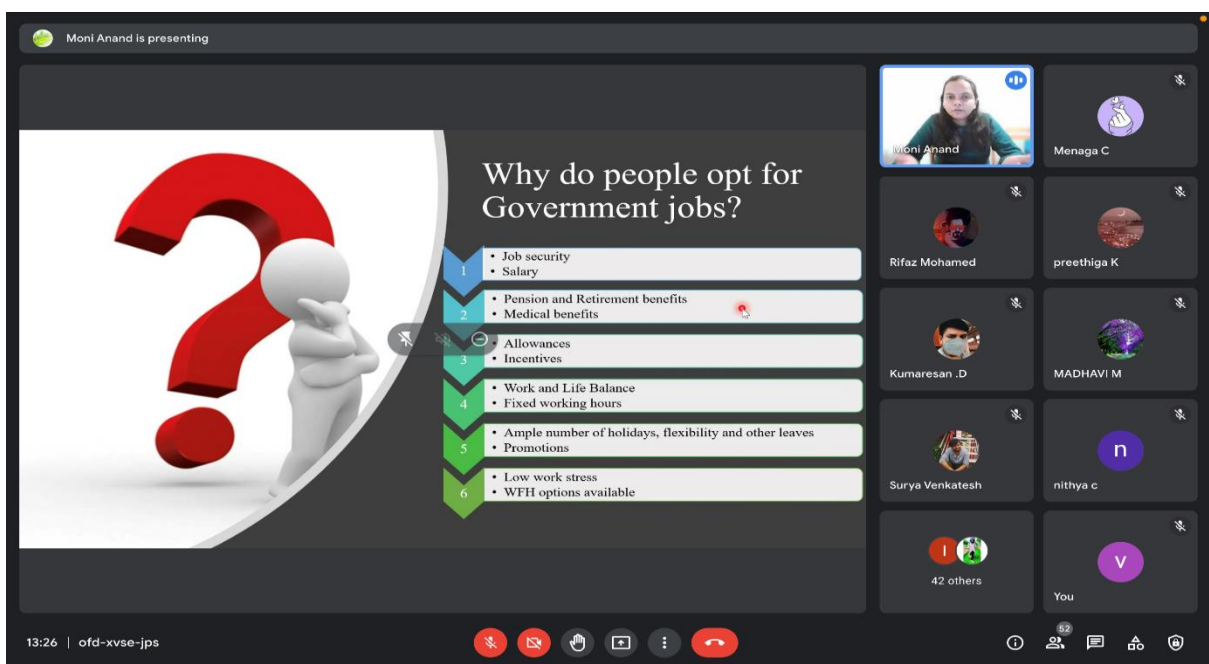 Moni Anand is presenting
Why do people opt for
Government jobs?
1
• Job security
• Salary
2
• Pension and Retirement benefits
• Medical benefits
3
• Allowances
• Incentives
4
• Work and Life Balance
• Fixed working hours
5
• Ample number of holidays, flexibility and other leaves
• Promotions
6
• Low work stress
• WFH options available
Moni Anand
Menaga C
Rifaz Mohamed
preethiga K
Kumaresan .D
MADHAVI M
Surya Venkatesh
n
nithya c
I
42 others
V
You
13:26 | ofd-xvse-jps
52